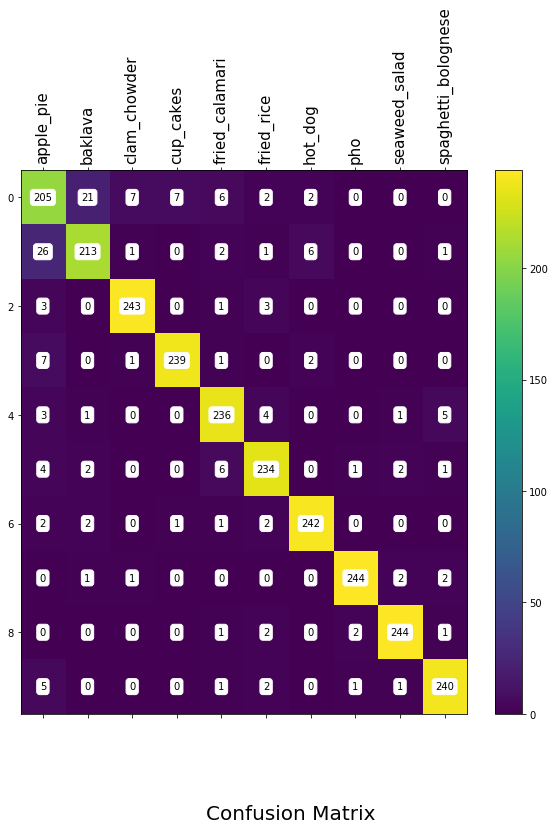 apple_pie baklava clam_chowder cup_cakes fried_calamari fried_rice hot_dog pho seaweed_salad spaghetti_bolognese
0 205 21 7 7 6 2 2 0 0 0
26 213 1 0 2 1 6 0 0 1
2 3 0 243 0 1 3 0 0 0 0
7 0 1 239 1 0 2 0 0 0
4 3 1 0 0 236 4 0 0 1 5
4 2 0 0 6 234 0 1 2 1
6 2 2 0 1 1 2 242 0 0 0
0 1 1 0 0 0 0 244 2 2
8 0 0 0 0 1 2 0 2 244 1
5 0 0 0 1 2 0 1 1 240
200
150
100
50
0
Confusion Matrix